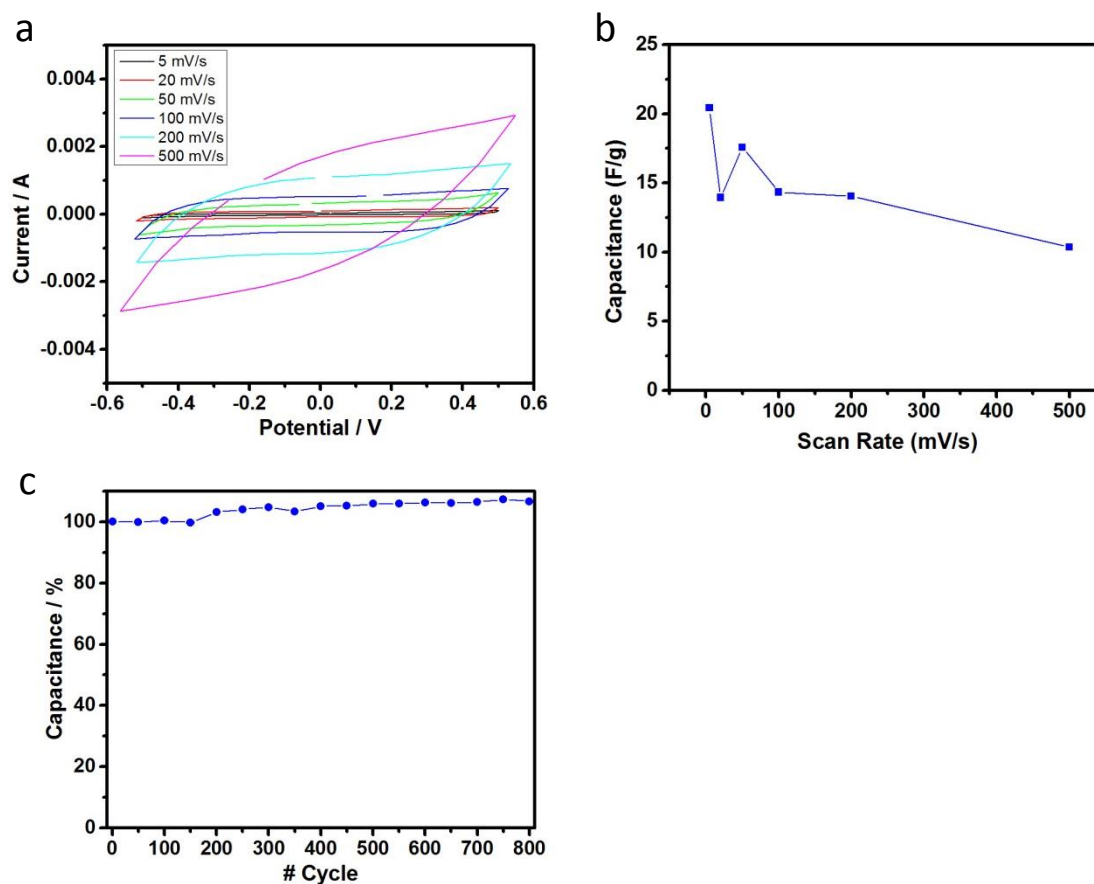 a
5 mV/s
20 mV/s
50 mV/s
100 mV/s
200 mV/s
500 mV/s
0.004
0.002
0.000
-0.002
-0.004
Current / A
-0.6 -0.4 -0.2 0.0 0.2 0.4 0.6
Potential / V
b
25
20
15
10
5
0
Capacitance (F/g)
0 100 200 300 400 500
Scan Rate (mV/s)
c
100
80
60
40
20
0
Capacitance / %
0 100 200 300 400 500 600 700 800
# Cycle